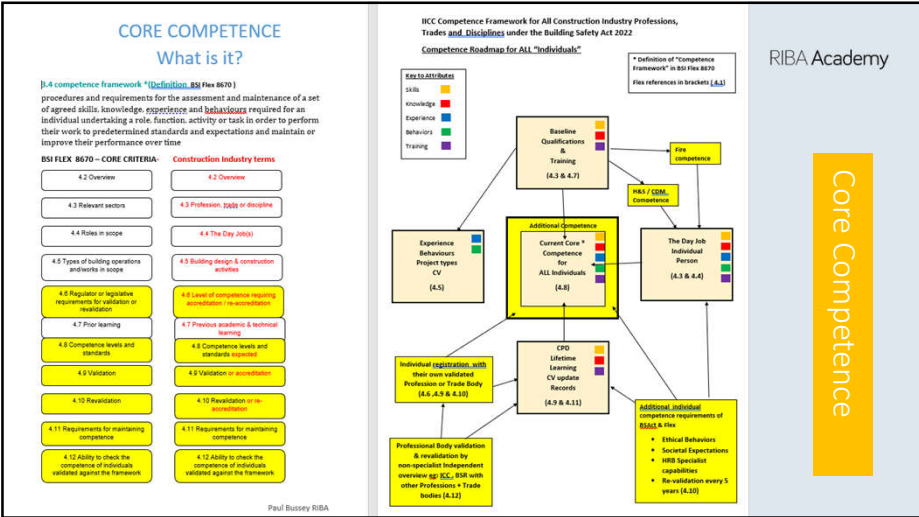 CORE COMPETENCE
What is it?
3.4 competence framework *(Definition BSI Flex 8670 )
procedures and requirements for the assessment and maintenance of a set
of agreed skills, knowledge, experience and behaviours required for an
individual undertaking a role, function, activity or task in order to perform
their work to predetermined standards and expectations and maintain or
improve their performance over time
BSI FLEX 8670 – CORE CRITERIA-
Construction Industry terms
4.2 Overview
4.2 Overview
4.3 Relevant sectors
4.3 Profession, trade or discipline
4.4 Roles in scope
4.4 The Day Job(s)
4.5 Types of building operations
and/works in scope
4.5 Building design & construction
activities
4.6 Regulator or legislative
requirements for validation or
revalidation
4.6 Level of competence requiring
accreditation / re-accreditation
4.7 Prior learning
4.7 Previous academic & technical
learning
4.8 Competence levels and
standards
4.8 Competence levels and
standards expected
4.9 Validation
4.9 Validation or accreditation
4.10 Revalidation
4.10 Revalidation or re-
accreditation
4.11 Requirements for maintaining
competence
4.11 Requirements for maintaining
competence
4.12 Ability to check the
competence of individuals
validated against the framework
4.12 Ability to check the
competence of individuals
validated against the framework
Paul Bussey RIBA
IICC Competence Framework for All Construction Industry Professions,
Trades and Disciplines under the Building Safety Act 2022
Competence Roadmap for ALL "Individuals"
* Definition of "Competence
Framework" in BSI Flex 8670
Flex references in brackets ( 4.1)
Key to Attributes
Skills
Knowledge
Experience
Behaviors
Training
Baseline
Qualifications
&
Training
(4.3 & 4.7)
Fire
competence
H&S / CDM
Competence
Experience
Behaviours
Project types
CV
(4.5)
Additional Competence
Current Core *
Competence
for
ALL Individuals
(4.8)
The Day Job
Individual
Person
(4.3 & 4.4)
Individual registration with
their own validated
Profession or Trade Body
(4.6 ,4.9 & 4.10)
CPD
Lifetime
Learning
CV update
Records
(4.9 & 4.11)
Professional Body validation
& revalidation by
non-specialist Independent
overview eg: ICC , BSR with
other Professions + Trade
bodies (4.12)
Additional individual
competence requirements of
BSAct & Flex
• Ethical Behaviors
• Societal Expectations
• HRB Specialist
capabilities
• Re-validation every 5
years (4.10)
RIBA Academy
Core Competence